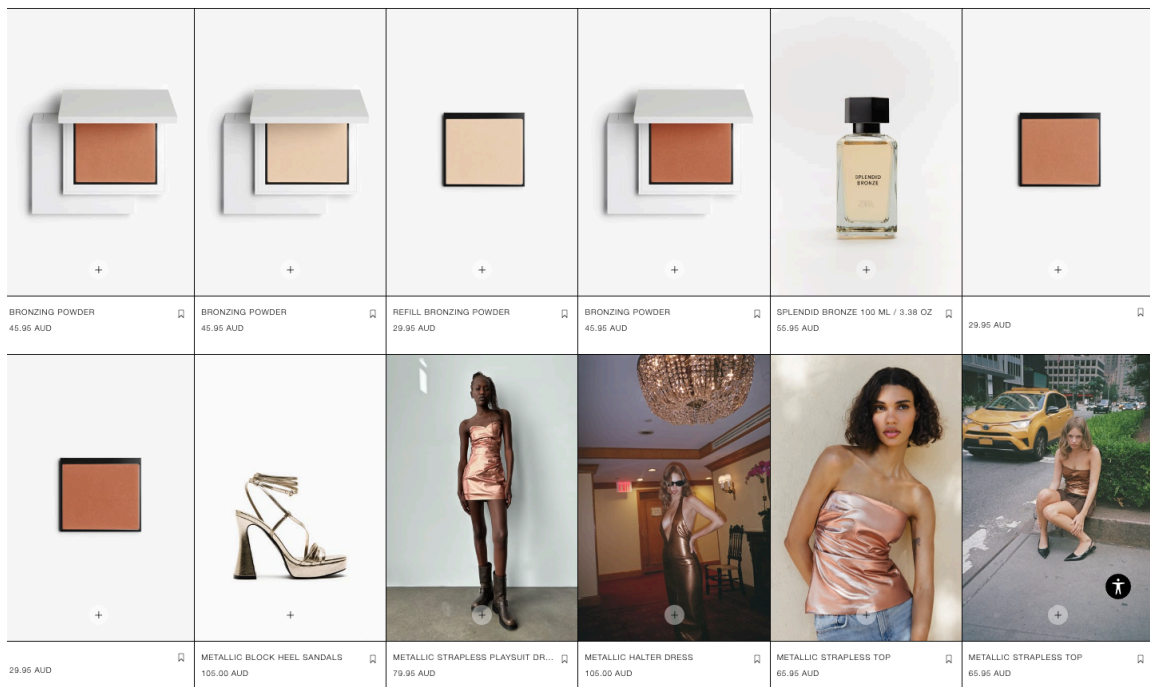 SPLENDID
BRONZE
BRONZING POWDER
45.95 AUD
BRONZING POWDER
45.95 AUD
REFILL BRONZING POWDER
29.95 AUD
BRONZING POWDER
45.95 AUD
SPLENDID BRONZE 100 ML / 3.38 OZ
55.95 AUD
29.95 AUD
29.95 AUD
METALLIC BLOCK HEEL SANDALS
105.00 AUD
METALLIC STRAPLESS PLAYSUIT DR...
79.95 AUD
METALLIC HALTER DRESS
105.00 AUD
METALLIC STRAPLESS TOP
65.95 AUD
METALLIC STRAPLESS TOP
65.95 AUD